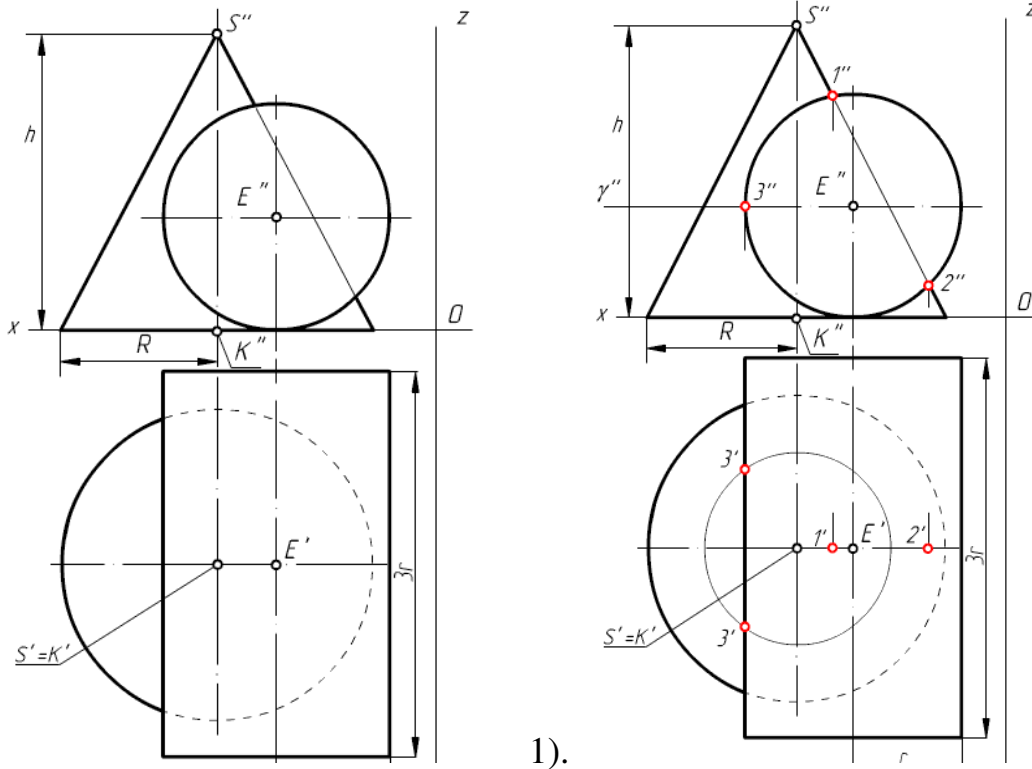 S"
z
h
E"
x
O
R
K"
E'
3r
S'=K'
S"
z
1"
h
γ"
3"
E"
2"
x
O
R
K"
3'
1'
E'
2'
3r
S'=K'
3'
1).